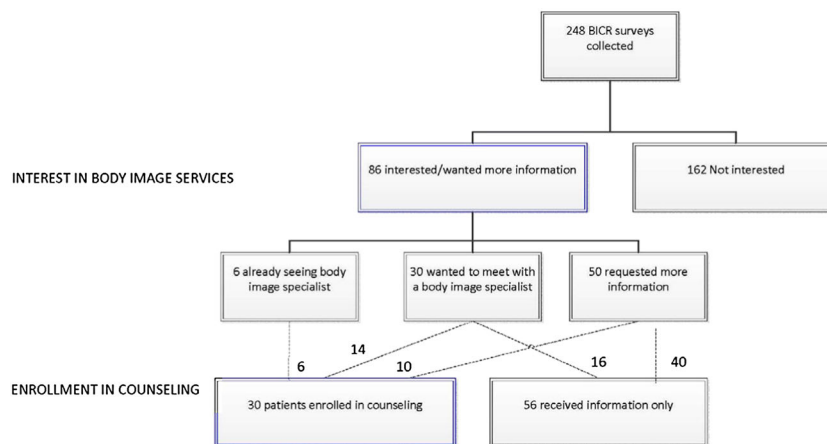 248 BICR surveys
collected
INTEREST IN BODY IMAGE SERVICES
86 interested/wanted more information
162 Not interested
6 already seeing body
image specialist
30 wanted to meet with
a body image specialist
50 requested more
information
6
14
10
16
40
ENROLLMENT IN COUNSELING
30 patients enrolled in counseling
56 received information only